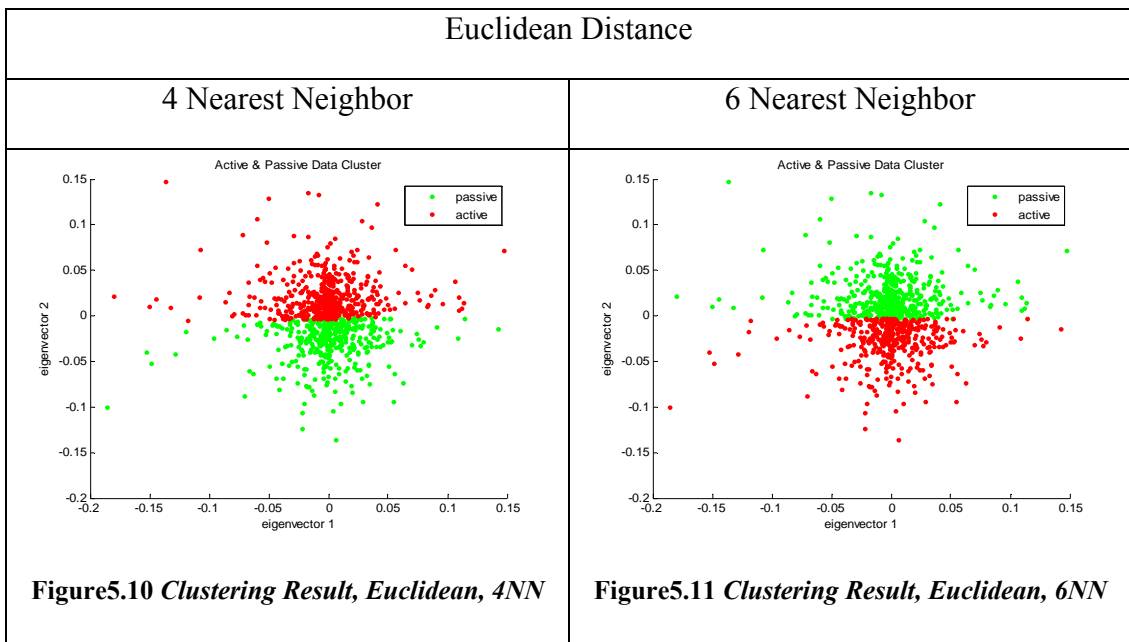 Euclidean Distance
4 Nearest Neighbor
6 Nearest Neighbor
Active & Passive Data Cluster
passive
active
0.15
0.1
0.05
0
-0.05
-0.1
-0.15
-0.2
eigenvector 2
-0.2 -0.15 -0.1 -0.05 0 0.05 0.1 0.15
eigenvector 1
Figure5.10 Clustering Result, Euclidean, 4NN
Active & Passive Data Cluster
passive
active
0.15
0.1
0.05
0
-0.05
-0.1
-0.15
-0.2
eigenvector 2
-0.2 -0.15 -0.1 -0.05 0 0.05 0.1 0.15
eigenvector 1
Figure5.11 Clustering Result, Euclidean, 6NN